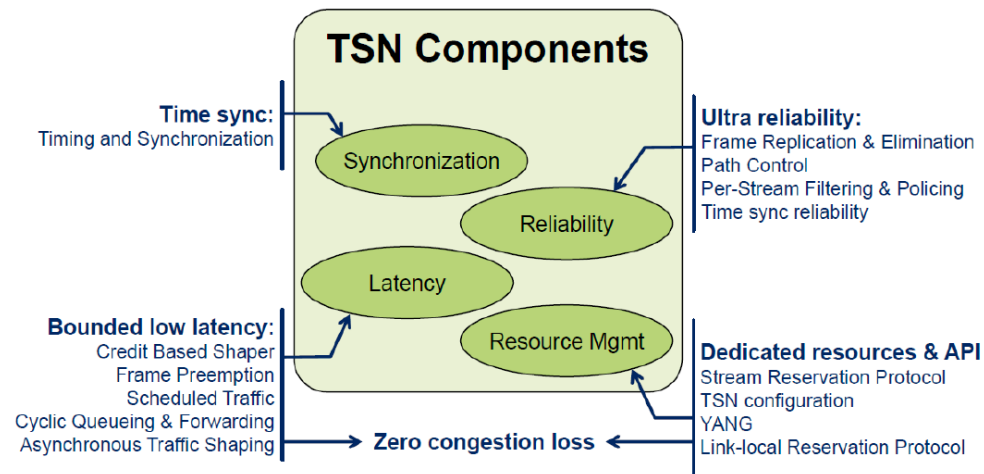 TSN Components
Time sync:
Timing and Synchronization
Synchronization
Ultra reliability:
Frame Replication & Elimination
Path Control
Per-Stream Filtering & Policing
Time sync reliability
Reliability
Latency
Bounded low latency:
Credit Based Shaper
Frame Preemption
Scheduled Traffic
Cyclic Queueing & Forwarding
Asynchronous Traffic Shaping
Resource Mgmt
Dedicated resources & API
Stream Reservation Protocol
TSN configuration
YANG
Link-local Reservation Protocol
Zero congestion loss